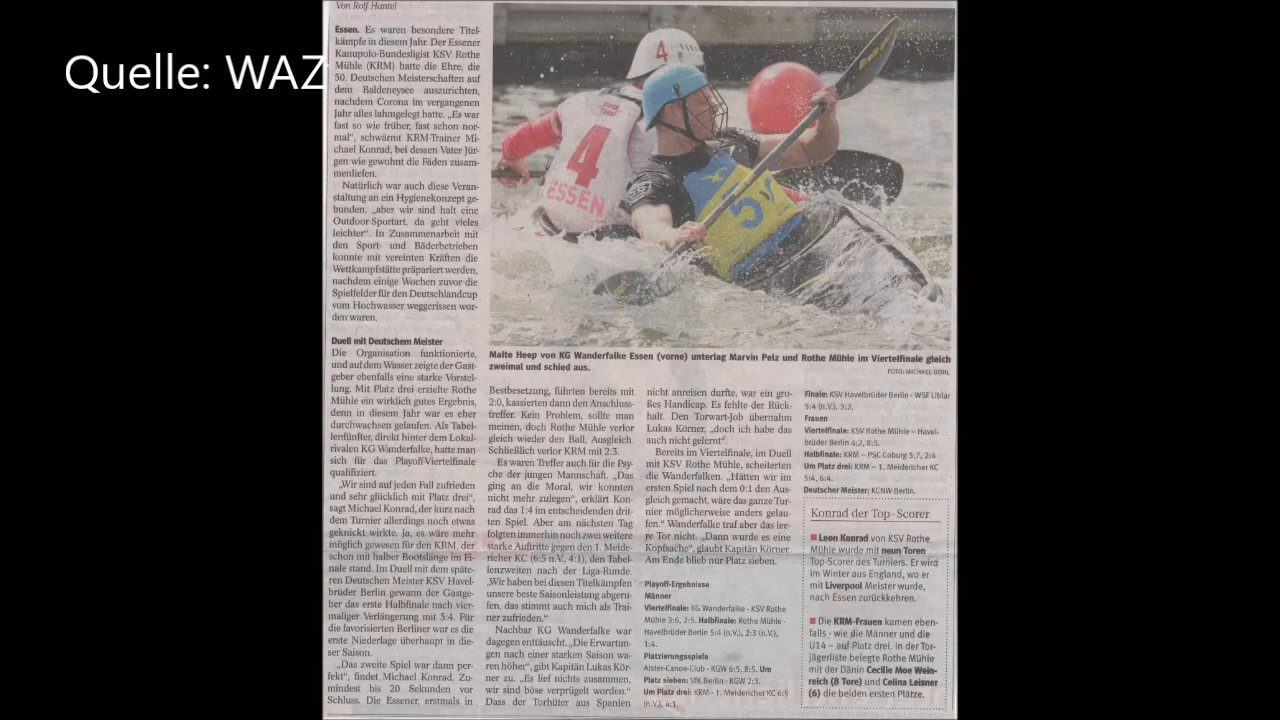 Quelle: WAZ
Von Rolf Hantel
Essen. Es waren besondere Titel-
kämpfe in diesem Jahr. Der Essener
Kanupolo-Bundesligist KSV Rothe
Mühle (KRM) hatte die Ehre, die
50. Deutschen Meisterschaften auf
dem Baldeneysee auszurichten,
nachdem Corona im vergangenen
Jahr alles lahmgelegt hatte. „Es war
fast so wie früher, fast schon nor-
mal“, schwärmt KRM-Trainer Mi-
chael Konrad, bei dessen Vater Jür-
gen wie gewohnt die Fäden zusam-
menliefen.
Natürlich war auch diese Veran-
staltung an ein Hygienekonzept ge-
bunden, „aber wir sind halt eine
Outdoor-Sportart, da geht vieles
leichter“. In Zusammenarbeit mit
den Sport- und Bäderbetrieben
konnte mit vereinten Kräften die
Wettkampfstätte präpariert werden,
nachdem einige Wochen zuvor die
Spielfelder für den Deutschlandcup
vom Hochwasser weggerissen wor-
den waren.
Duell mit Deutschem Meister
Die Organisation funktionierte,
und auf dem Wasser zeigte der Gast-
geber ebenfalls eine starke Vorstel-
lung. Mit Platz drei erzielte Rothe
Mühle ein wirklich gutes Ergebnis,
denn in diesem Jahr war es eher
durchwachsen gelaufen. Als Tabel-
lenfünfter, direkt hinter dem Lokal-
rivalen KG Wanderfalke, hatte man
sich für das Playoff-Viertelfinale
qualifiziert.
„Wir sind auf jeden Fall zufrieden
und sehr glücklich mit Platz drei“,
sagt Michael Konrad, der kurz nach
dem Turnier allerdings noch etwas
geknickt wirkte. Ja, es wäre mehr
möglich gewesen für den KRM, der
schon mit halber Bootslänge im Fi-
nale stand. Im Duell mit dem späte-
ren Deutschen Meister KSV Havel-
brüder Berlin gewann der Gastge-
ber das erste Halbfinale nach vier-
maliger Verlängerung mit 5:4. Für
die favorisierten Berliner war es die
erste Niederlage überhaupt in die-
ser Saison.
„Das zweite Spiel war dann per-
fekt“, findet Michael Konrad. Zu-
mindest bis 20 Sekunden vor
Schluss. Die Essener, erstmals in
4
4
ESSEN
5
Malte Heep von KG Wanderfalke Essen (vorne) unterlag Marvin Pelz und Rothe Mühle im Viertelfinale gleich
zweimal und schied aus.
FOTO: MICHAEL GOHL
Bestbesetzung, führten bereits mit
2:0, kassierten dann den Anschluss-
treffer. Kein Problem, sollte man
meinen, doch Rothe Mühle verlor
gleich wieder den Ball, Ausgleich.
Schließlich verlor KRM mit 2:3.
Es waren Treffer auch für die Psy-
che der jungen Mannschaft. „Das
ging an die Moral, wir konnten
nicht mehr zulegen“, erklärt Kon-
rad das 1:4 im entscheidenden drit-
ten Spiel. Aber am nächsten Tag
folgten immerhin noch zwei weitere
starke Auftritte gegen den 1. Meide-
richer KC (6:5 n.V., 4:1), den Tabel-
lenzweiten nach der Liga-Runde.
„Wir haben bei diesen Titelkämpfen
unsere beste Saisonleistung abgeru-
fen, das stimmt auch mich als Trai-
ner zufrieden.“
Nachbar KG Wanderfalke war
dagegen enttäuscht. „Die Erwartun-
gen nach einer starken Saison wa-
ren höher“, gibt Kapitän Lukas Kör-
ner zu. „Es lief nichts zusammen,
wir sind böse verprügelt worden.“
Dass der Torhüter aus Spanien
nicht anreisen durfte, war ein gro-
ßes Handicap. Es fehlte der Rück-
halt. Den Torwart-Job übernahm
Lukas Körner, „doch ich habe das
auch nicht gelernt“.
Bereits im Viertelfinale, im Duell
mit KSV Rothe Mühle, scheiterten
die Wanderfalken. „Hätten wir im
ersten Spiel nach dem 0:1 den Aus-
gleich gemacht, wäre das ganze Tur-
nier möglicherweise anders gelau-
fen.“ Wanderfalke traf aber das lee-
re Tor nicht. „Dann wurde es eine
Kopfsache“, glaubt Kapitän Körner.
Am Ende blieb nur Platz sieben.
Playoff-Ergebnisse
Männer
Viertelfinale: KG Wanderfalke - KSV Rothe
Mühle 3:6, 2:5. Halbfinale: Rothe Mühle -
Havelbrüder Berlin 5:4 (n.V.), 2:3 (n.V.),
1:4.
Platzierungsspiele
Alster-Canoe-Club - KGW 6:5, 8:5. Um
Platz sieben: VfK Berlin - KGW 2:3.
Um Platz drei: KRM - 1. Meidericher KC 6:5
(n.V.), 4:1.
Finale: KSV Havelbrüder Berlin - WSF Liblar
5:4 (n.V.), 3:2.
Frauen
Viertelfinale: KSV Rothe Mühle – Havel-
brüder Berlin 4:2, 8:5.
Halbfinale: KRM – PSC Coburg 5:7, 2:4
Um Platz drei: KRM – 1. Meidericher KC
5:4, 6:4.
Deutscher Meister: KCNW Berlin.
Konrad der Top-Scorer
Leon Konrad von KSV Rothe
Mühle wurde mit neun Toren
Top-Scorer des Turniers. Er wird
im Winter aus England, wo er
mit Liverpool Meister wurde,
nach Essen zurückkehren.
Die KRM-Frauen kamen eben-
falls - wie die Männer und die
U14 – auf Platz drei. In der Tor-
jägerliste belegte Rothe Mühle
mit der Dänin Cecilie Moe Wein-
reich (8 Tore) und Celina Leisner
(6) die beiden ersten Plätze.